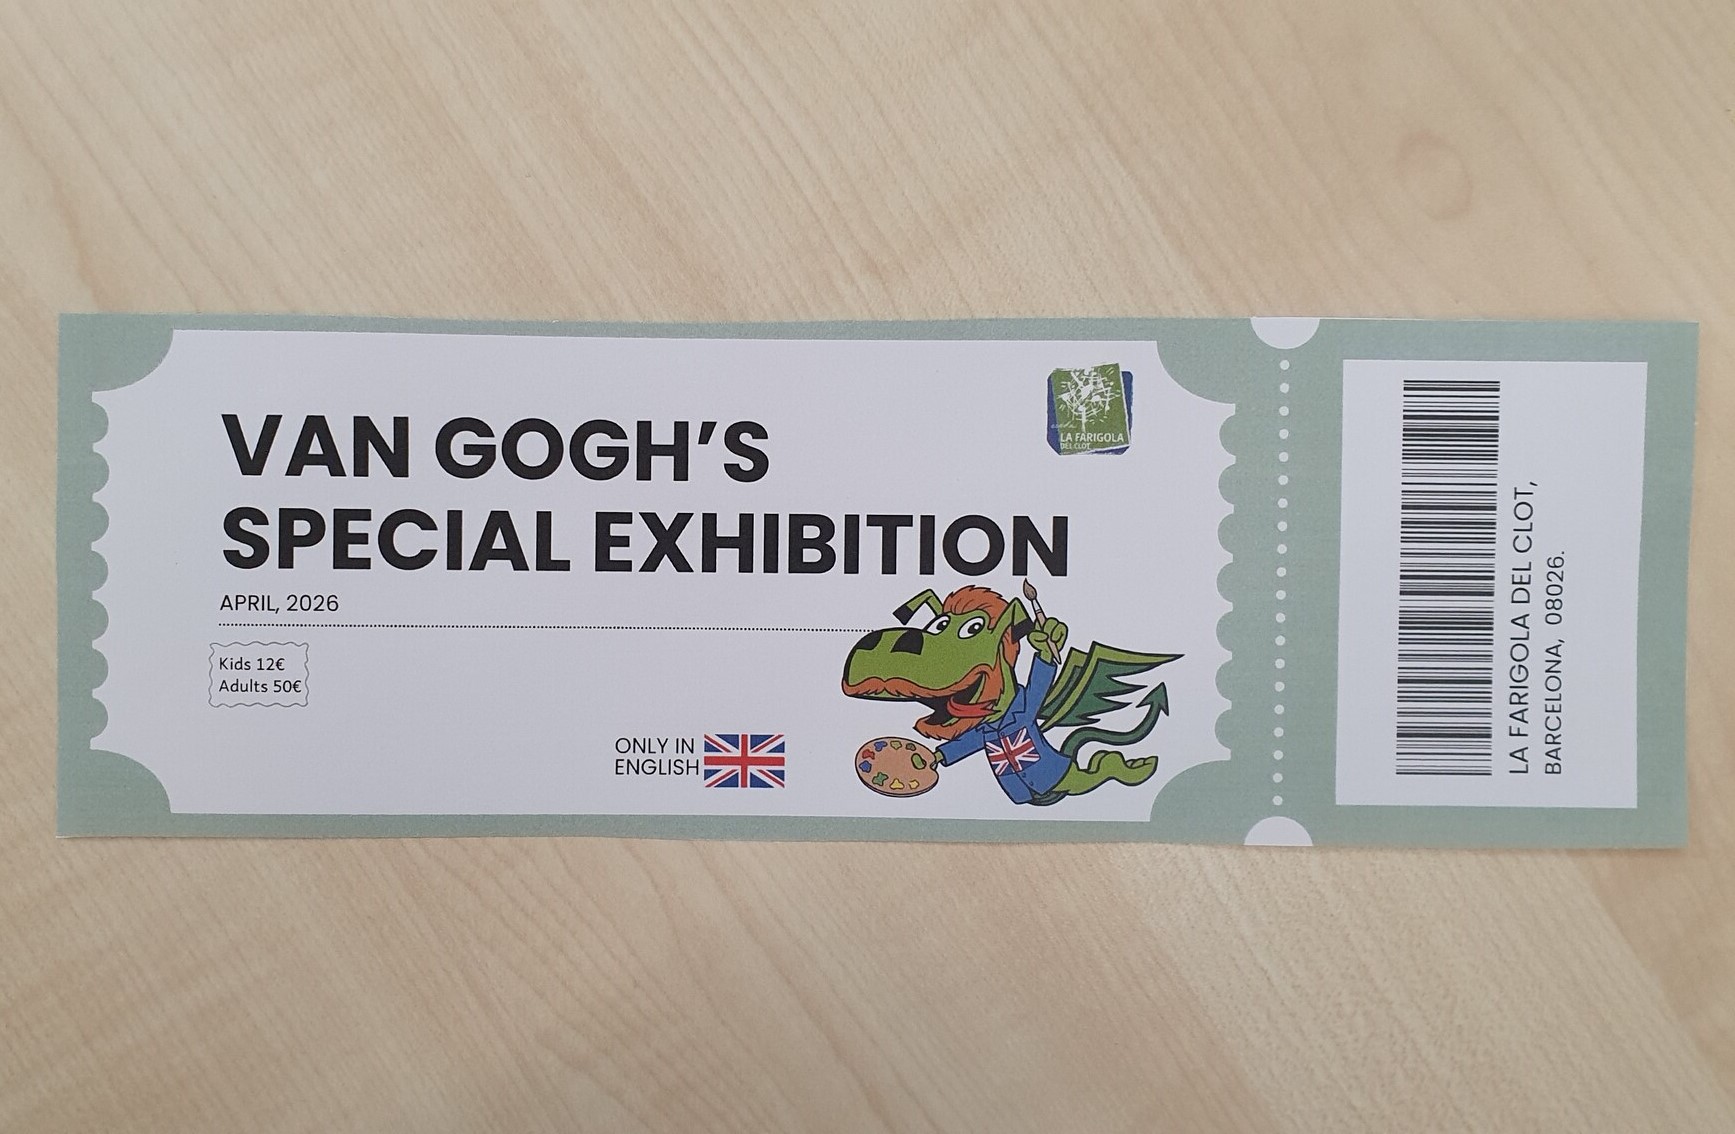 VAN GOGH'S
SPECIAL EXHIBITION
APRIL, 2026
Kids 12€
Adults 50€
ONLY IN
ENGLISH
escola
LA FARIGOLA
DEL CLOT
LA FARIGOLA DEL CLOT,
BARCELONA, 08026.